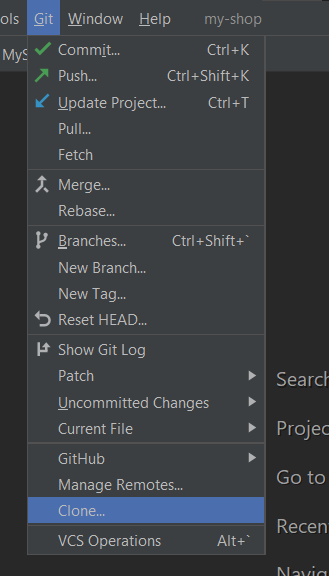 ols Git Window Help my-shop
MyS
Commit... Ctrl+K
Push... Ctrl+Shift+K
Update Project... Ctrl+T
Pull...
Fetch
Merge...
Rebase...
Branches... Ctrl+Shift+`
New Branch...
New Tag...
Reset HEAD...
Show Git Log
Patch
Search
Uncommitted Changes
Current File
Projec
GitHub
Go to
Manage Remotes...
Clone...
Recen
VCS Operations Alt+`
Navig